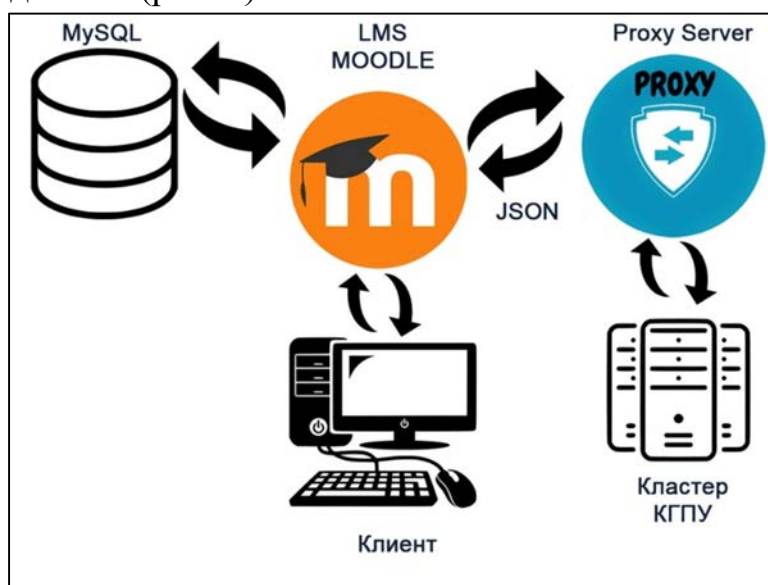 MySQL
LMS
MOODLE
Proxy Server
PROXY
m
JSON
Клиент
Кластер
КГПУ